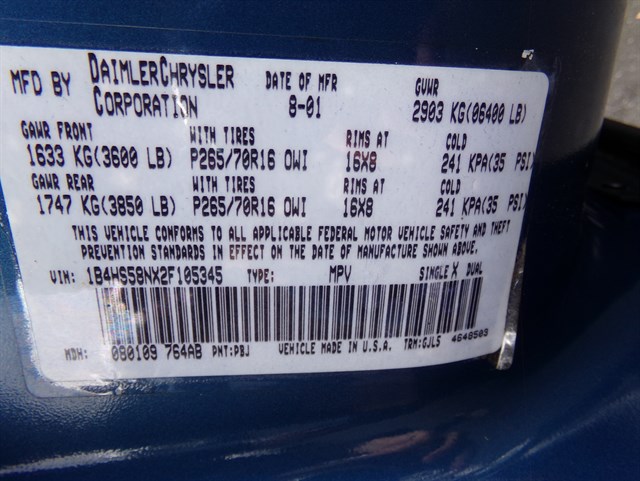 MFD BY DAIMLERCHRYSLER CORPORATION DATE OF MFR 8-01 GVWR 2903 KG(06400 LB)
GAWR FRONT WITH TIRES RIMS AT COLD
1633 KG(3600 LB) P265/70R16 OWI 16X8 241 KPA(35 PSI)
GAWR REAR WITH TIRES RIMS AT COLD
1747 KG(3850 LB) P265/70R16 OWI 16X8 241 KPA(35 PSI)
THIS VEHICLE CONFORMS TO ALL APPLICABLE FEDERAL MOTOR VEHICLE SAFETY AND THEFT
PREVENTION STANDARDS IN EFFECT ON THE DATE OF MANUFACTURE SHOWN ABOVE.
VIN: 1B4HS58NX2F105345 TYPE: MPV SINGLE X DUAL
MDH: 080109 764AB PNT:PBJ VEHICLE MADE IN U.S.A. TRM:GJL5 4648503